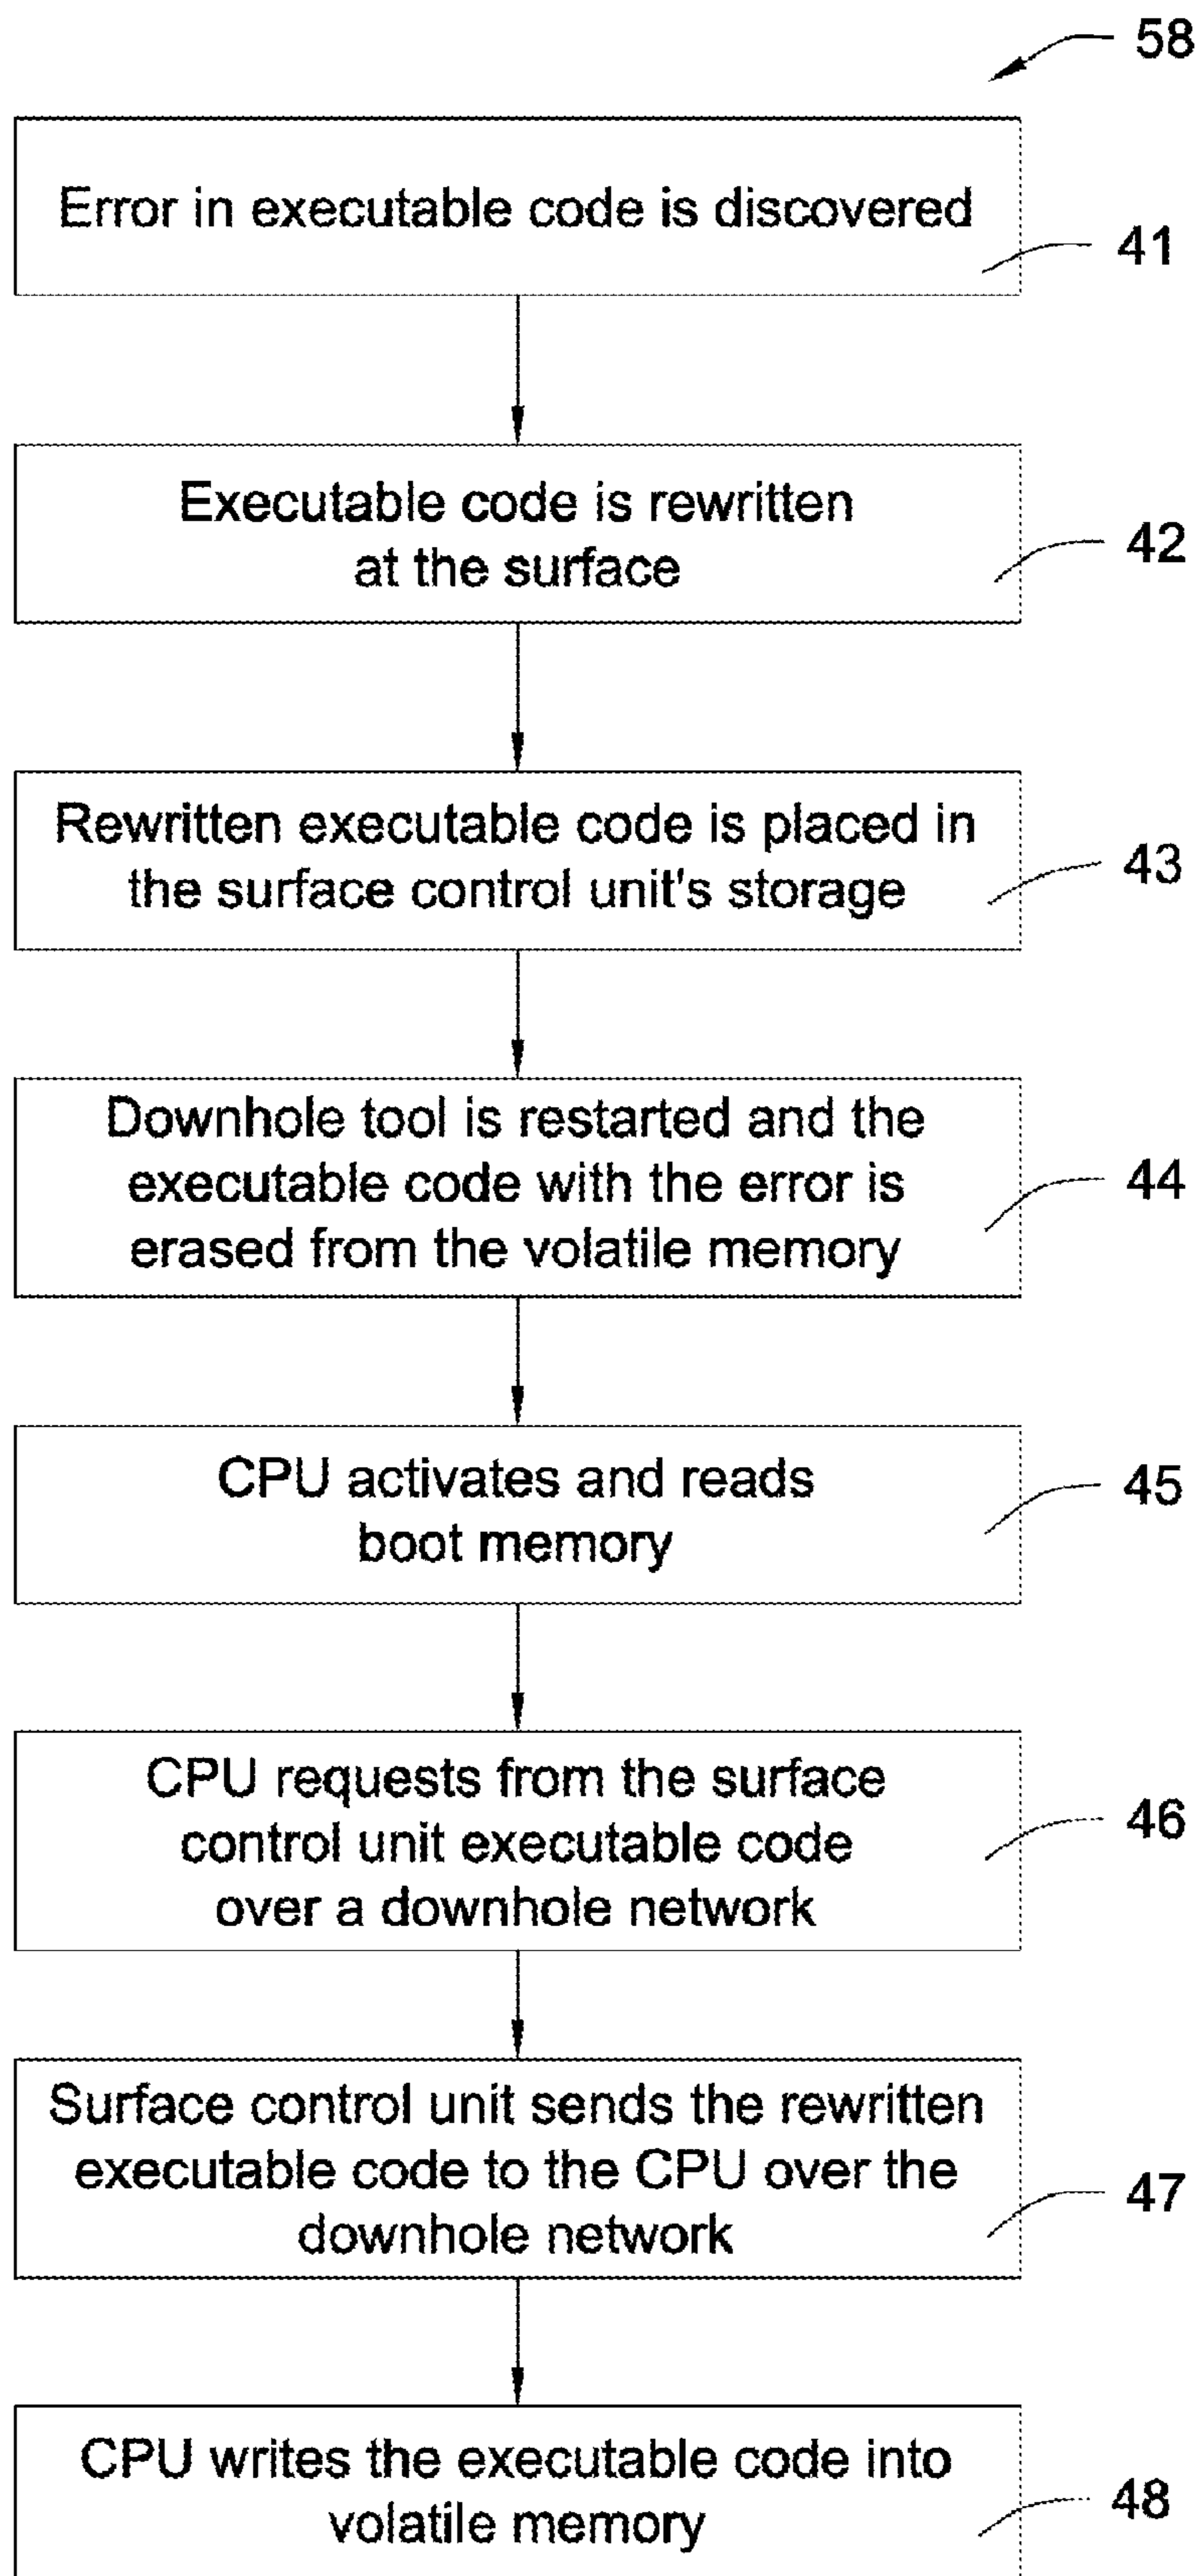 58
Error in executable code is discovered
41
Executable code is rewritten
at the surface
42
Rewritten executable code is placed in
the surface control unit's storage
43
Downhole tool is restarted and the
executable code with the error is
erased from the volatile memory
44
CPU activates and reads
boot memory
45
CPU requests from the surface
control unit executable code
over a downhole network
46
Surface control unit sends the rewritten
executable code to the CPU over the
downhole network
47
CPU writes the executable code into
volatile memory
48